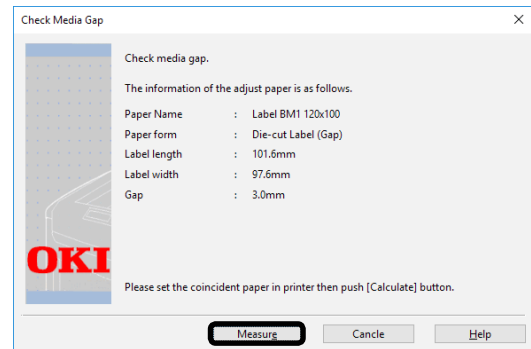 Check Media Gap
Check media gap.
The information of the adjust paper is as follows.
Paper Name : Label BM1 120x100
Paper form : Die-cut Label (Gap)
Label length : 101.6mm
Label width : 97.6mm
Gap : 3.0mm
OKI
Please set the coincident paper in printer then push [Calculate] button.
Measure Cancle Help